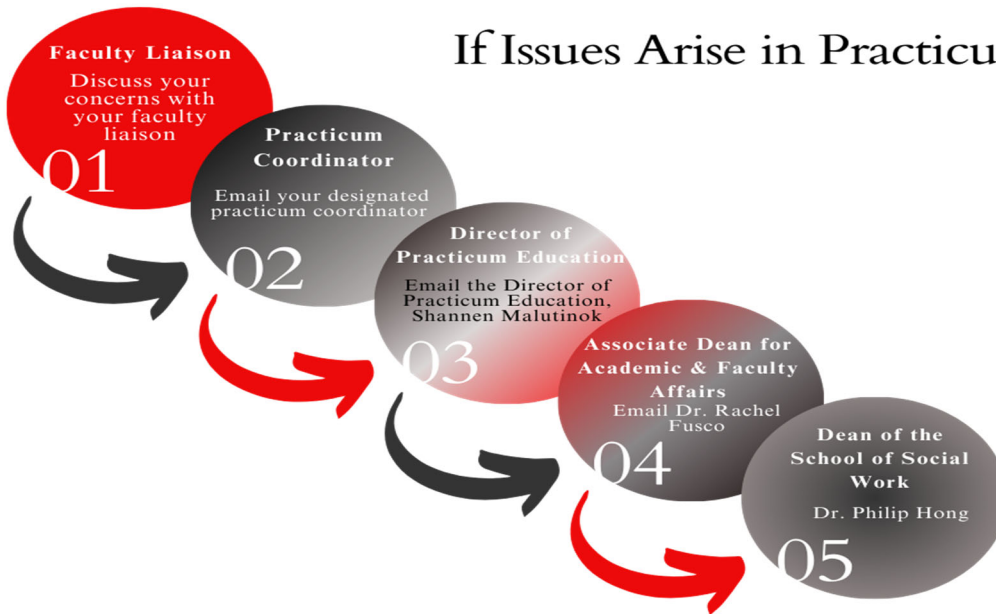 If Issues Arise in Practicu
Faculty Liaison
Discuss your
concerns with
your faculty
liaison
01
Practicum
Coordinator
Email your designated
practicum coordinator
02
Director of
Practicum Education
Email the Director of
Practicum Education,
Shannen Malutinok
03
Associate Dean for
Academic & Faculty
Affairs
Email Dr. Rachel
Fusco
04
Dean of the
School of Social
Work
Dr. Philip Hong
05